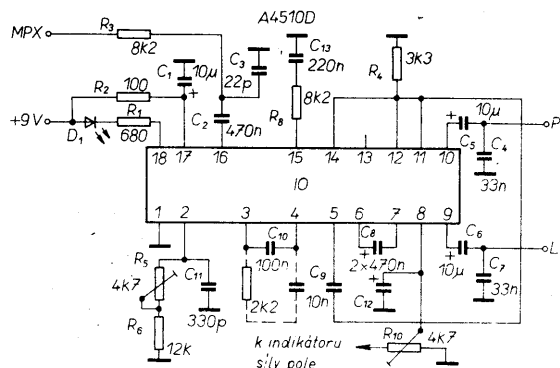 A4510D
MPX
R3
8k2
C1
10μ
+
C3
22p
C13
220n
R4
3k3
R2
100
R8
8k2
+9V
D1
R1
680
C2
470n
10μ
+
C5
C4
33n
P
18 17 16 15 14 13 12 11 10
IO
1 2 3 4 5 6 7 8 9
R5
4k7
C11
330p
R6
12k
C10
100n
2k2
C9
10n
C8
+
2×470n
+
C12
+
10μ
C6
C7
33n
L
R10
4k7
k indikátoru
síly pole